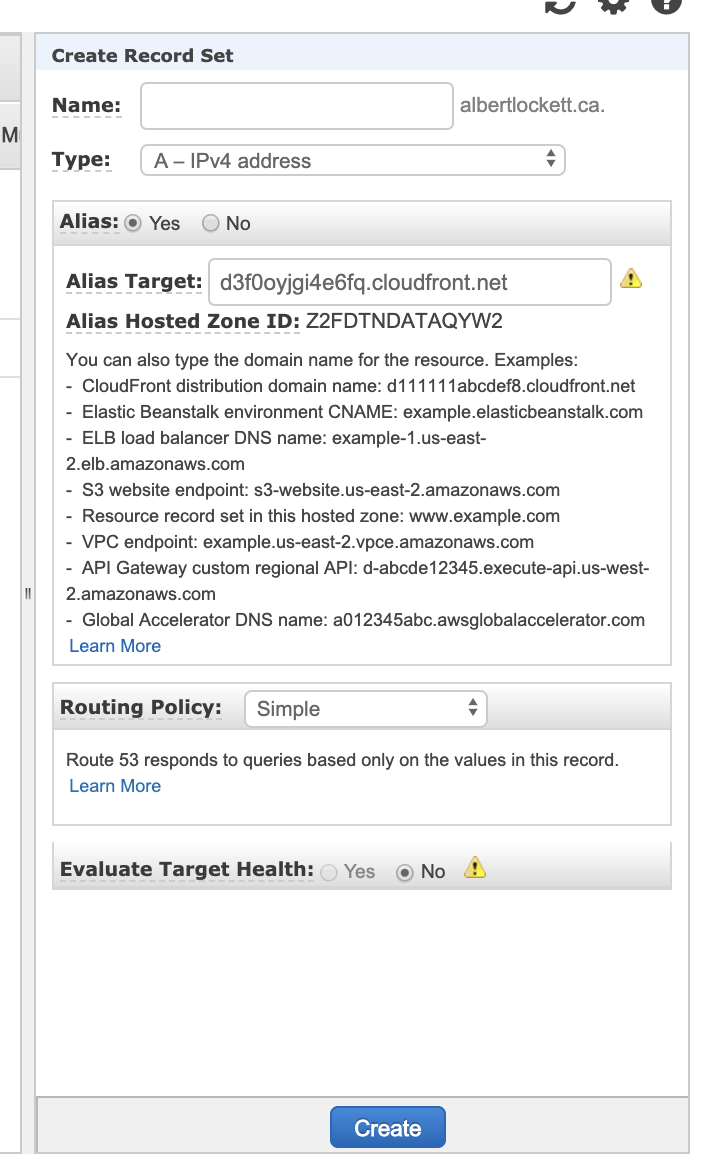 Create Record Set
Name:
albertlockett.ca.
M
Type: A – IPv4 address
Alias: Yes No
Alias Target: d3f0oyjgi4e6fq.cloudfront.net
Alias Hosted Zone ID: Z2FDTNDATAQYW2
You can also type the domain name for the resource. Examples:
- CloudFront distribution domain name: d111111abcdef8.cloudfront.net
- Elastic Beanstalk environment CNAME: example.elasticbeanstalk.com
- ELB load balancer DNS name: example-1.us-east-
2.elb.amazonaws.com
- S3 website endpoint: s3-website.us-east-2.amazonaws.com
- Resource record set in this hosted zone: www.example.com
- VPC endpoint: example.us-east-2.vpce.amazonaws.com
- API Gateway custom regional API: d-abcde12345.execute-api.us-west-
2.amazonaws.com
- Global Accelerator DNS name: a012345abc.awsglobalaccelerator.com
Learn More
Routing Policy: Simple
Route 53 responds to queries based only on the values in this record.
Learn More
Evaluate Target Health: Yes No
Create